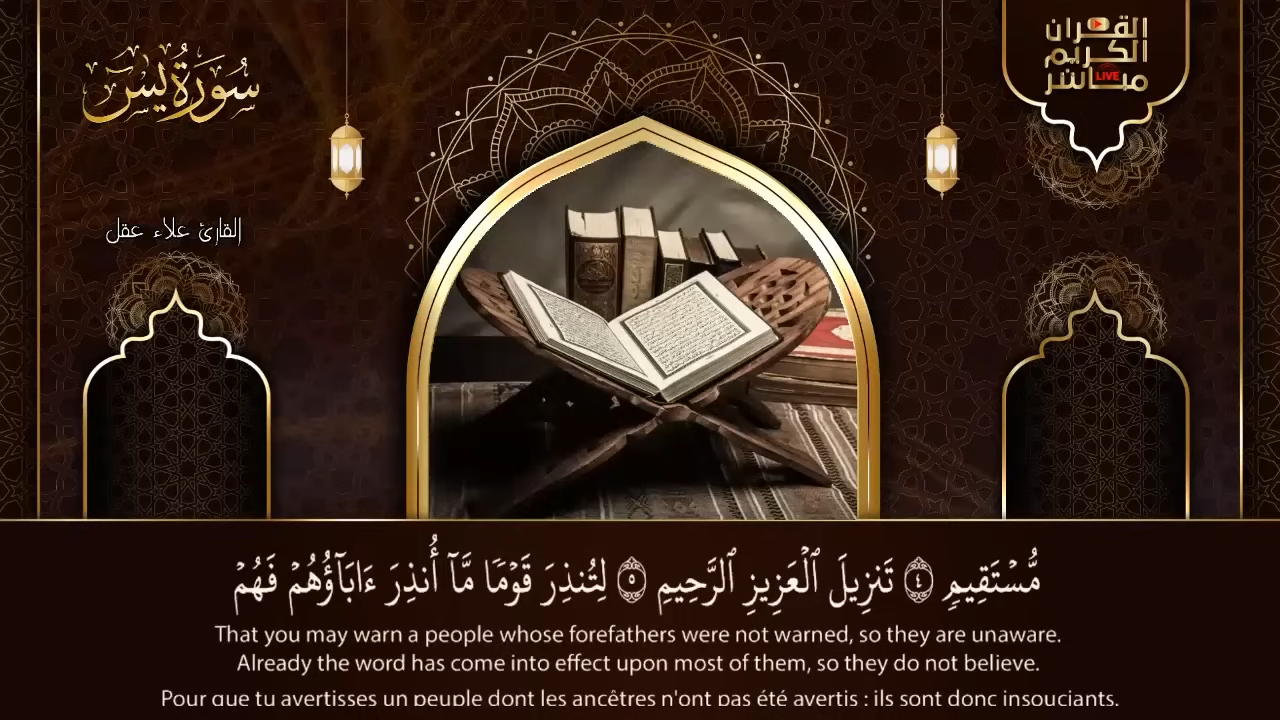 سُورَةُ يس
القران
الكريم
مباشر
LIVE
القارئ علاء عقل
مُّسۡتَقِيمٖ ٤ تَنزِيلَ ٱلۡعَزِيزِ ٱلرَّحِيمِ ٥ لِتُنذِرَ قَوۡمٗا مَّآ أُنذِرَ ءَابَآؤُهُمۡ فَهُمۡ
That you may warn a people whose forefathers were not warned, so they are unaware.
Already the word has come into effect upon most of them, so they do not believe.
Pour que tu avertisses un peuple dont les ancêtres n'ont pas été avertis : ils sont donc insouciants.